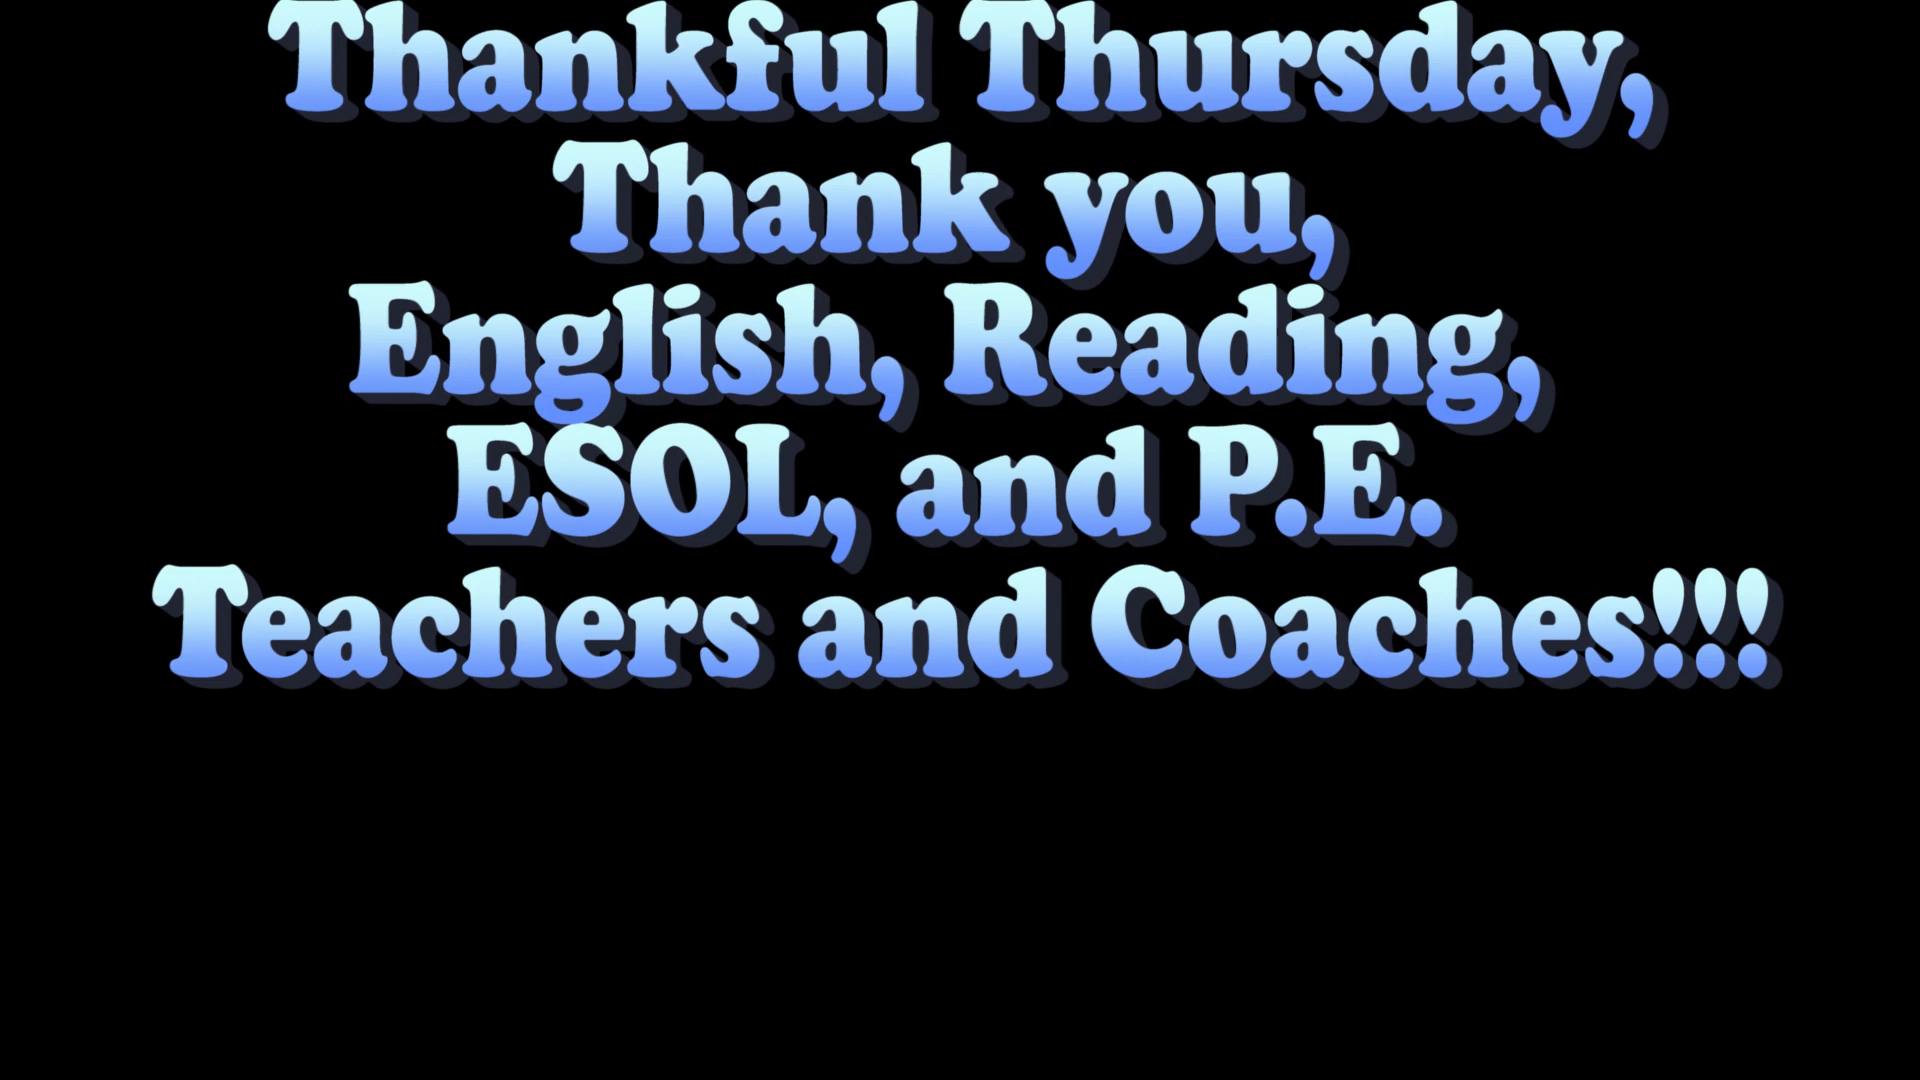 Thankful Thursday,
Thank you,
English, Reading,
ESOL, and P.E.
Teachers and Coaches!!!